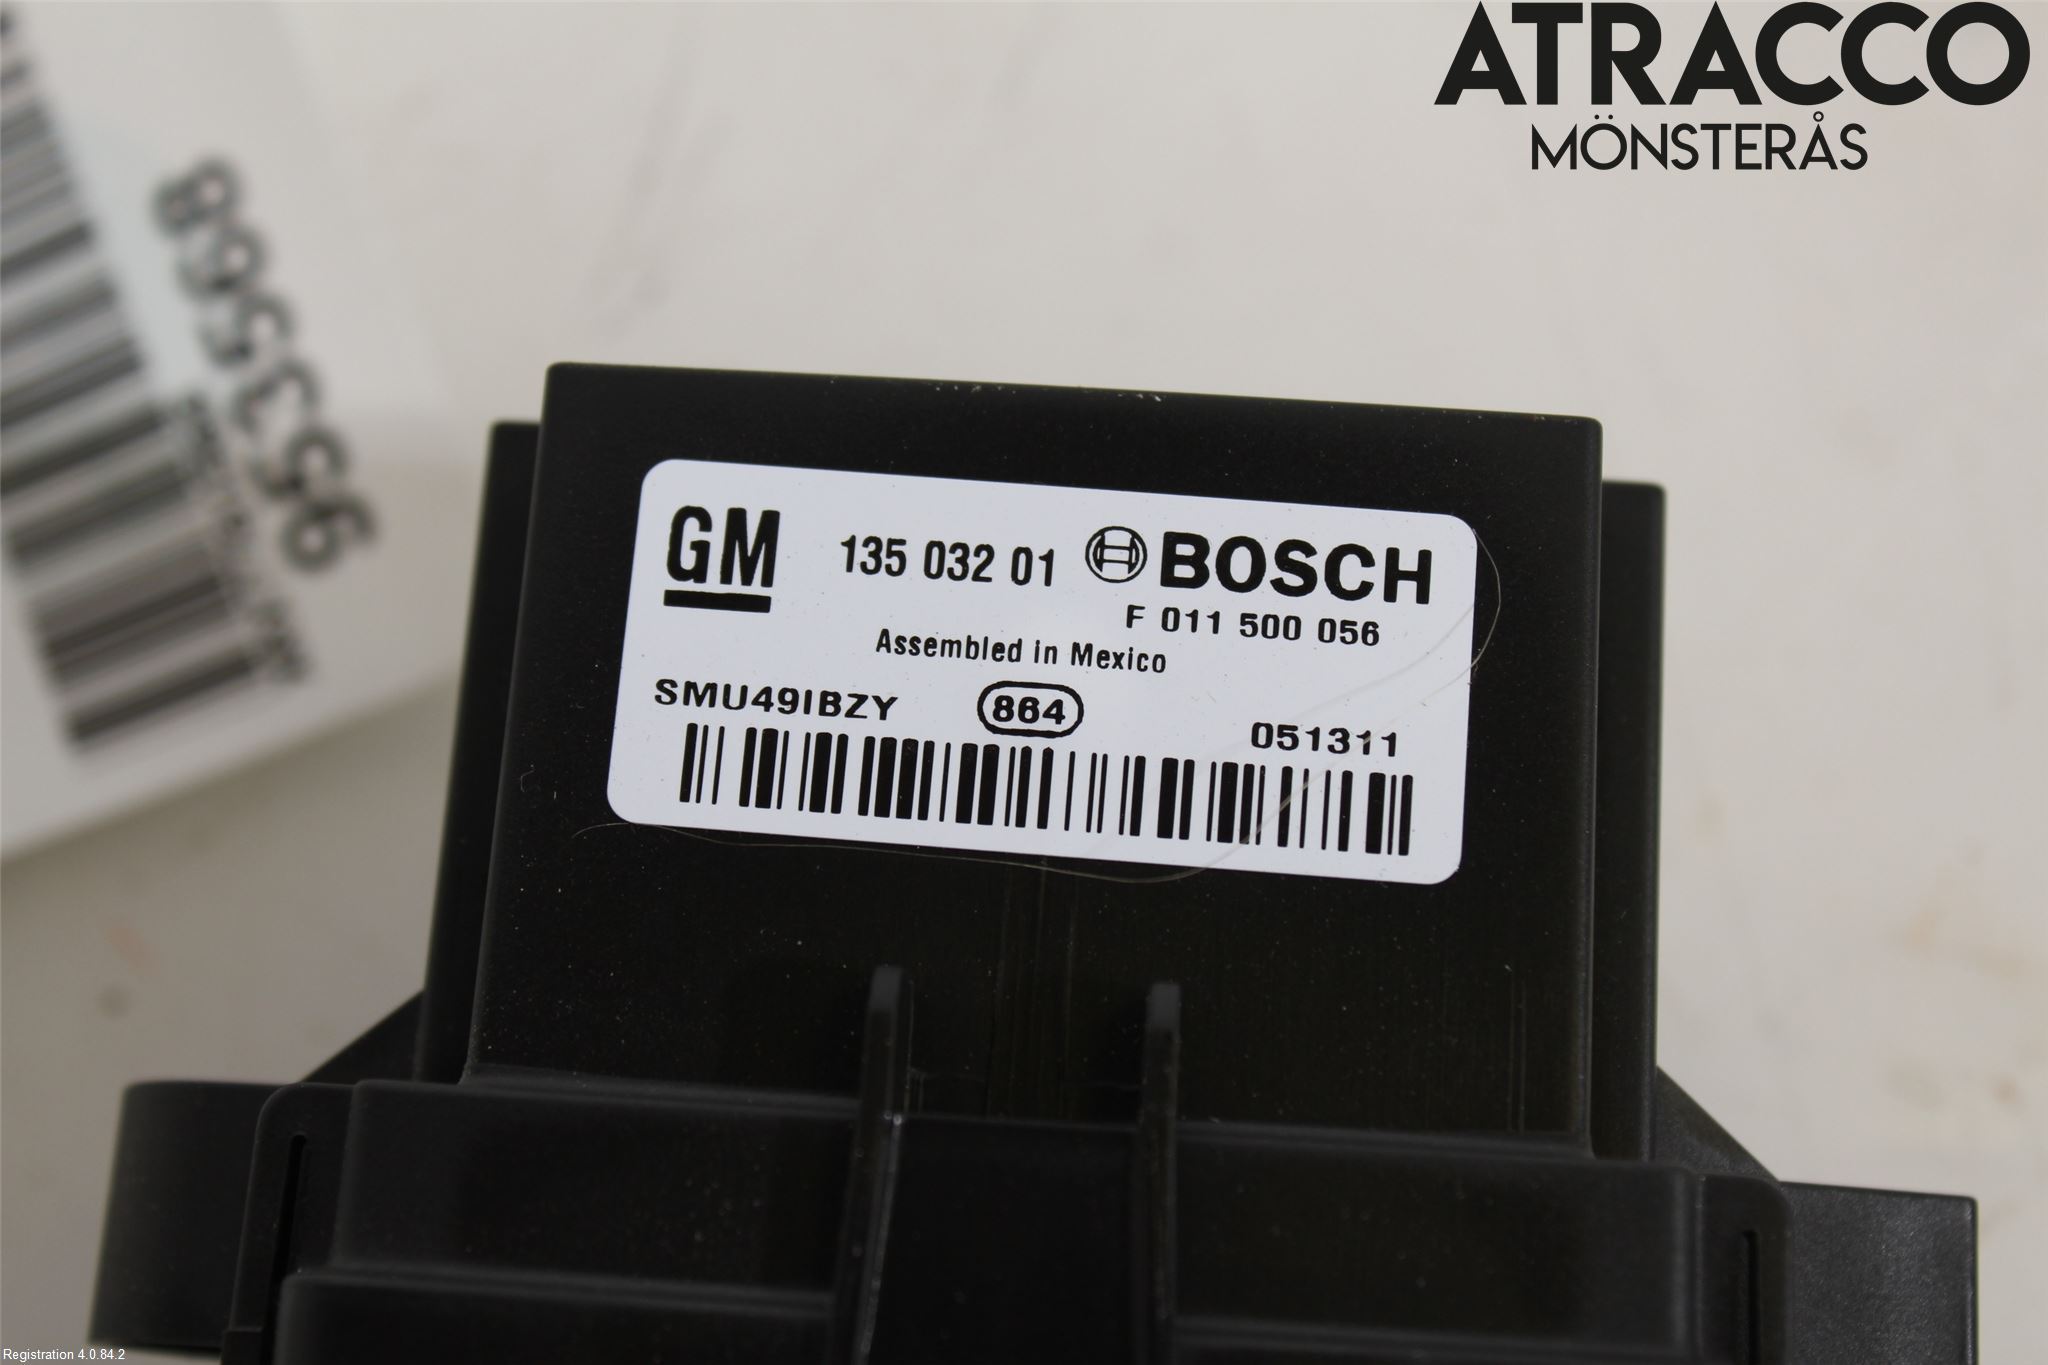 ATRACCO
MÖNSTERÅS
953568
GM 135 032 01 BOSCH
F 011 500 056
Assembled in Mexico
SMU49IBZY 864 051311
Registration 4.0.84.2